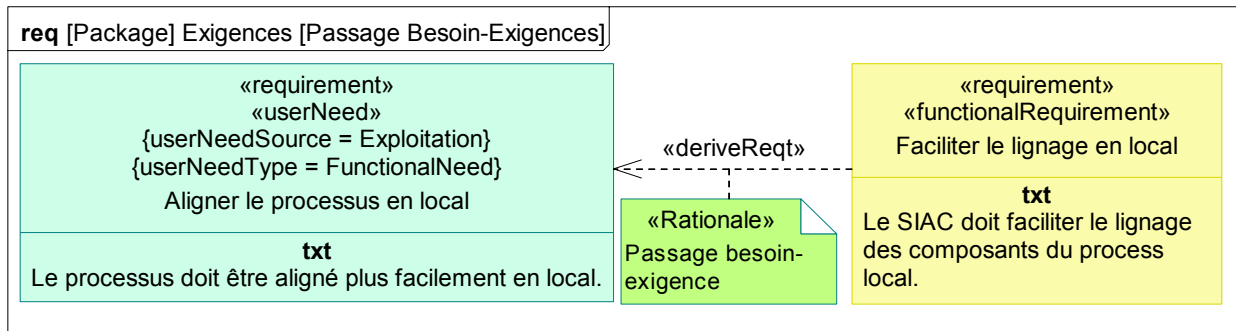 req [Package] Exigences [Passage Besoin-Exigences]
«requirement»
«userNeed»
{userNeedSource = Exploitation}
{userNeedType = FunctionalNeed}
Aligner le processus en local
txt
Le processus doit être aligné plus facilement en local.
«deriveReqt»
«Rationale»
Passage besoin-
exigence
«requirement»
«functionalRequirement»
Faciliter le lignage en local
txt
Le SIAC doit faciliter le lignage
des composants du process
local.